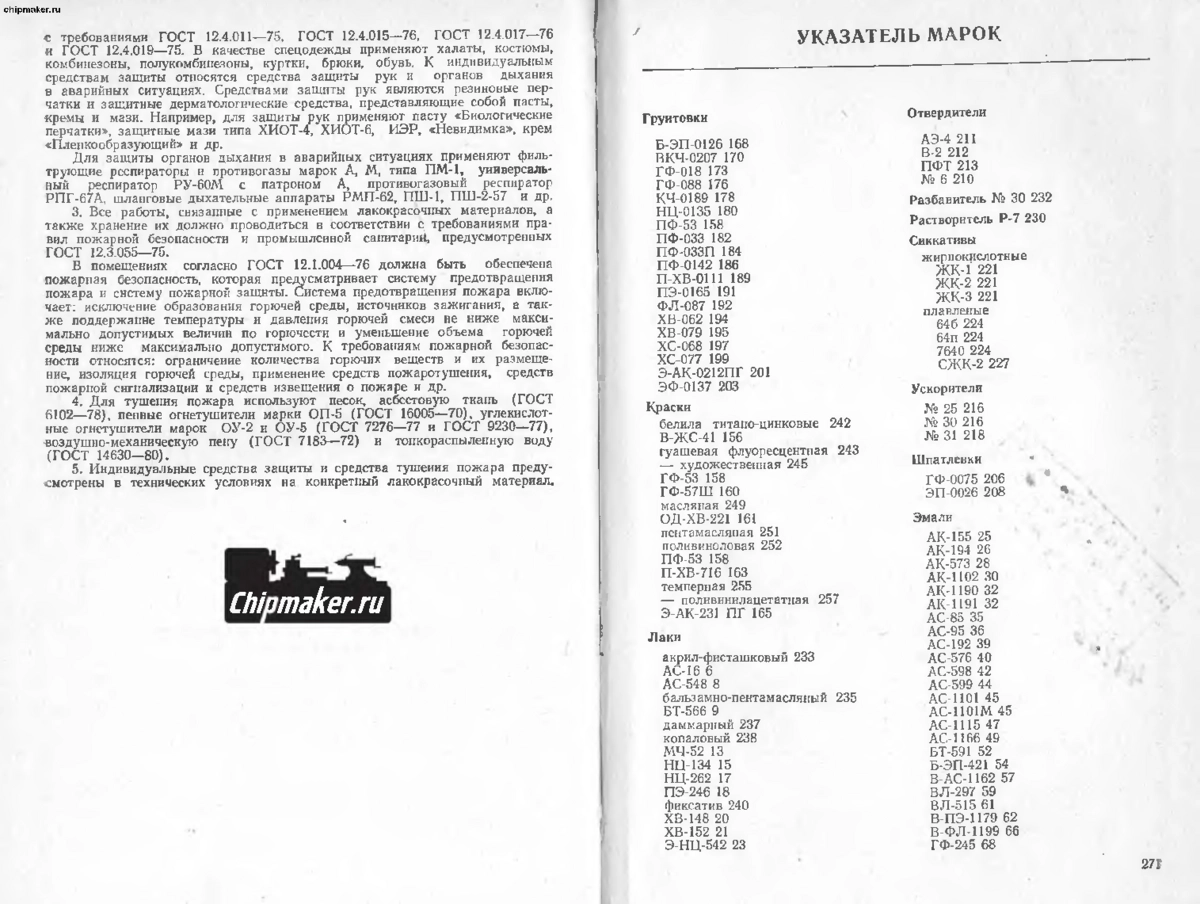 chipmaker.ru
с требованиями ГОСТ 12.4.011—75, ГОСТ 12.4.015—76, ГОСТ 12.4.017—76
и ГОСТ 12.4.019—75. В качестве спецодежды применяют халаты, костюмы,
комбинезоны, полукомбинезоны, куртки, брюки, обувь. К индивидуальным
средствам защиты относятся средства защиты рук и органов дыхания
в аварийных ситуациях. Средствами защиты рук являются резиновые пер-
чатки и защитные дерматологические средства, представляющие собой пасты,
кремы и мази. Например, для защиты рук применяют пасту «Биологические
перчатки», защитные мази типа ХИОТ-4, ХИОТ-6, ИЭР, «Невидимка», крем
«Пленкообразующий» и др.
Для защиты органов дыхания в аварийных ситуациях применяют филь-
трующие респираторы и противогазы марок А, М, типа ПМ-1, универсаль-
ный респиратор РУ-60М с патроном А, противогазовый респиратор
РПГ-67А, шланговые дыхательные аппараты РМП-62, ПШ-1, ПШ-2-57 и др.
3. Все работы, связанные с применением лакокрасочных материалов, а
также хранение их должно проводиться в соответствии с требованиями пра-
вил пожарной безопасности и промышленной санитарии, предусмотренных
ГОСТ 12.3.055—75.
В помещениях согласно ГОСТ 12.1.004—76 должна быть обеспечена
пожарная безопасность, которая предусматривает систему предотвращения
пожара и систему пожарной защиты. Система предотвращения пожара вклю-
чает: исключение образования горючей среды, источников зажигания, а так-
же поддержание температуры и давления горючей смеси не ниже макси-
мально допустимых величин по горючести и уменьшение объема горючей
среды ниже максимально допустимого. К требованиям пожарной безопас-
ности относятся: ограничение количества горючих веществ и их размеще-
ние, изоляция горючей среды, применение средств пожаротушения, средств
пожарной сигнализации и средств извещения о пожаре и др.
4. Для тушения пожара используют песок, асбестовую ткань (ГОСТ
6102—78), пенные огнетушители марки ОП-5 (ГОСТ 16005—70), углекислот-
ные огнетушители марок ОУ-2 и ОУ-5 (ГОСТ 7276—77 и ГОСТ 9230—77),
воздушно-механическую пену (ГОСТ 7183—72) и тонкораспыленную воду
(ГОСТ 14630—80).
5. Индивидуальные средства защиты и средства тушения пожара преду-
смотрены в технических условиях на конкретный лакокрасочный материал.
Chipmaker.ru
УКАЗАТЕЛЬ МАРОК
Грунтовки
Б-ЭП-0126 168
ВКЧ-0207 170
ГФ-018 173
ГФ-088 176
КЧ-0189 178
НЦ-0135 180
ПФ-53 158
ПФ-033 182
ПФ-033П 184
ПФ-0142 186
П-ХВ-0111 189
ПЭ-0165 191
ФЛ-087 192
ХВ-062 194
ХВ-079 195
ХС-068 197
ХС-077 199
Э-АК-0212ПГ 201
ЭФ-0137 203
Краски
белила титано-цинковые 242
В-ЖС-41 156
гуашевая флуоресцентная 243
— художественная 245
ГФ-53 158
ГФ-57Ш 160
масляная 249
ОД-ХВ-221 161
пентамасляная 251
поливиноловая 252
ПФ-53 158
П-ХВ-716 163
темперная 255
— поливинилацетатная 257
Э-АК-231 ПГ 165
Лаки
акрил-фисташковый 233
АС-16 6
АС-548 8
бальзамно-пентамасляный 235
БТ-566 9
даммарный 237
копаловый 238
МЧ-52 13
НЦ-134 15
НЦ-262 17
ПЭ-246 18
фиксатив 240
ХВ-148 20
ХВ-152 21
Э-НЦ-542 23
Отвердители
АЭ-4 211
В-2 212
ПФТ 213
№ 6 210
Разбавитель № 30 232
Растворитель Р-7 230
Сиккативы
жирнокислотные
ЖК-1 221
ЖК-2 221
ЖК-3 221
плавленые
64б 224
64п 224
7640 224
СЖК-2 227
Ускорители
№ 25 216
№ 30 216
№ 31 218
Шпатлевки
ГФ-0075 206
ЭП-0026 208
Эмали
АК-155 25
АК-194 26
АК-573 28
АК-1102 30
АК-1190 32
АК-1191 32
АС-85 35
АС-95 36
АС-192 39
АС-576 40
АС-598 42
АС-599 44
АС-1101 45
АС-1101М 45
АС-1115 47
АС-1166 49
БТ-591 52
Б-ЭП-421 54
В-АС-1162 57
ВЛ-297 59
ВЛ-515 61
В-ПЭ-1179 62
В-ФЛ-1199 66
ГФ-245 68
271